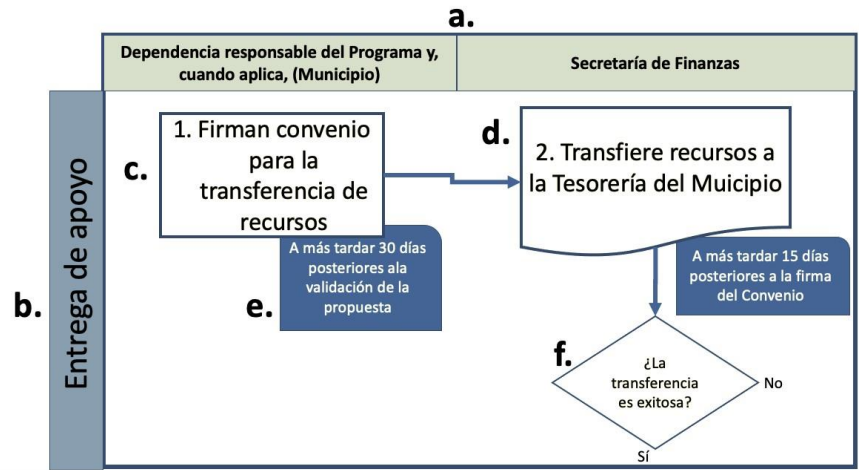 a.
Dependencia responsable del Programa y,
cuando aplica, (Municipio)
Secretaría de Finanzas
b.
Entrega de apoyo
c.
1. Firman convenio
para la
transferencia de
recursos
d.
2. Transfiere recursos a
la Tesorería del Muicipio
e.
A más tardar 30 días
posteriores ala
validación de la
propuesta
A más tardar 15 días
posteriores a la firma
del Convenio
f.
¿La
transferencia
es exitosa?
No
Sí